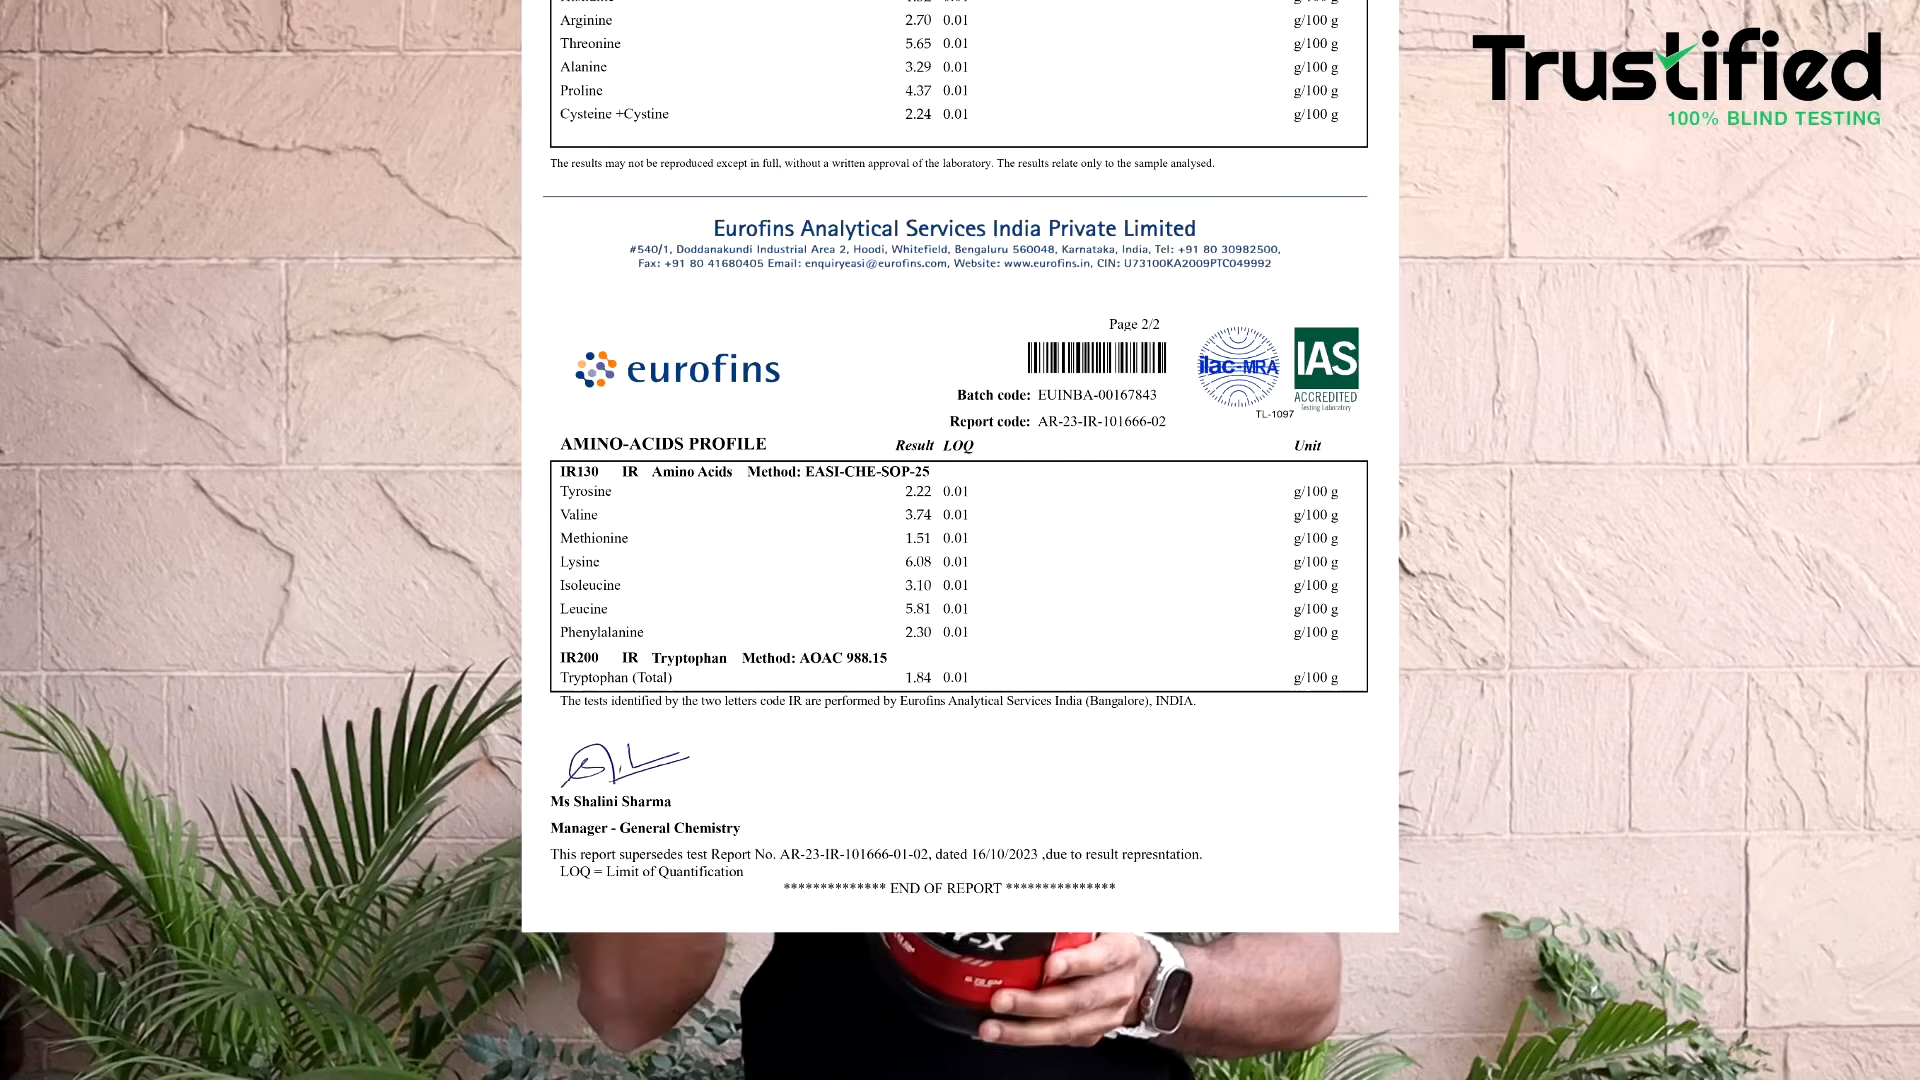 Arginine 2.70 0.01 g/100 g
Threonine 5.65 0.01 g/100 g
Alanine 3.29 0.01 g/100 g
Proline 4.37 0.01 g/100 g
Cysteine +Cystine 2.24 0.01 g/100 g
The results may not be reproduced except in full, without a written approval of the laboratory. The results relate only to the sample analysed.
Trustified
100% BLIND TESTING
Eurofins Analytical Services India Private Limited
#540/1, Doddanakundi Industrial Area 2, Hoodi, Whitefield, Bengaluru 560048, Karnataka, India, Tel: +91 80 30982500,
Fax: +91 80 41680405 Email: enquiryeasi@eurofins.com, Website: www.eurofins.in, CIN: U73100KA2009PTC049992
Page 2/2
eurofins
ilac-MRA
IAS
ACCREDITED
Testing Laboratory
TL-1097
Batch code: EUINBA-00167843
Report code: AR-23-IR-101666-02
AMINO-ACIDS PROFILE Result LOQ Unit
IR130 IR Amino Acids Method: EASI-CHE-SOP-25
Tyrosine 2.22 0.01 g/100 g
Valine 3.74 0.01 g/100 g
Methionine 1.51 0.01 g/100 g
Lysine 6.08 0.01 g/100 g
Isoleucine 3.10 0.01 g/100 g
Leucine 5.81 0.01 g/100 g
Phenylalanine 2.30 0.01 g/100 g
IR200 IR Tryptophan Method: AOAC 988.15
Tryptophan (Total) 1.84 0.01 g/100 g
The tests identified by the two letters code IR are performed by Eurofins Analytical Services India (Bangalore), INDIA.
Ms Shalini Sharma
Manager - General Chemistry
This report supersedes test Report No. AR-23-IR-101666-01-02, dated 16/10/2023 ,due to result represntation.
LOQ = Limit of Quantification
************** END OF REPORT ***************